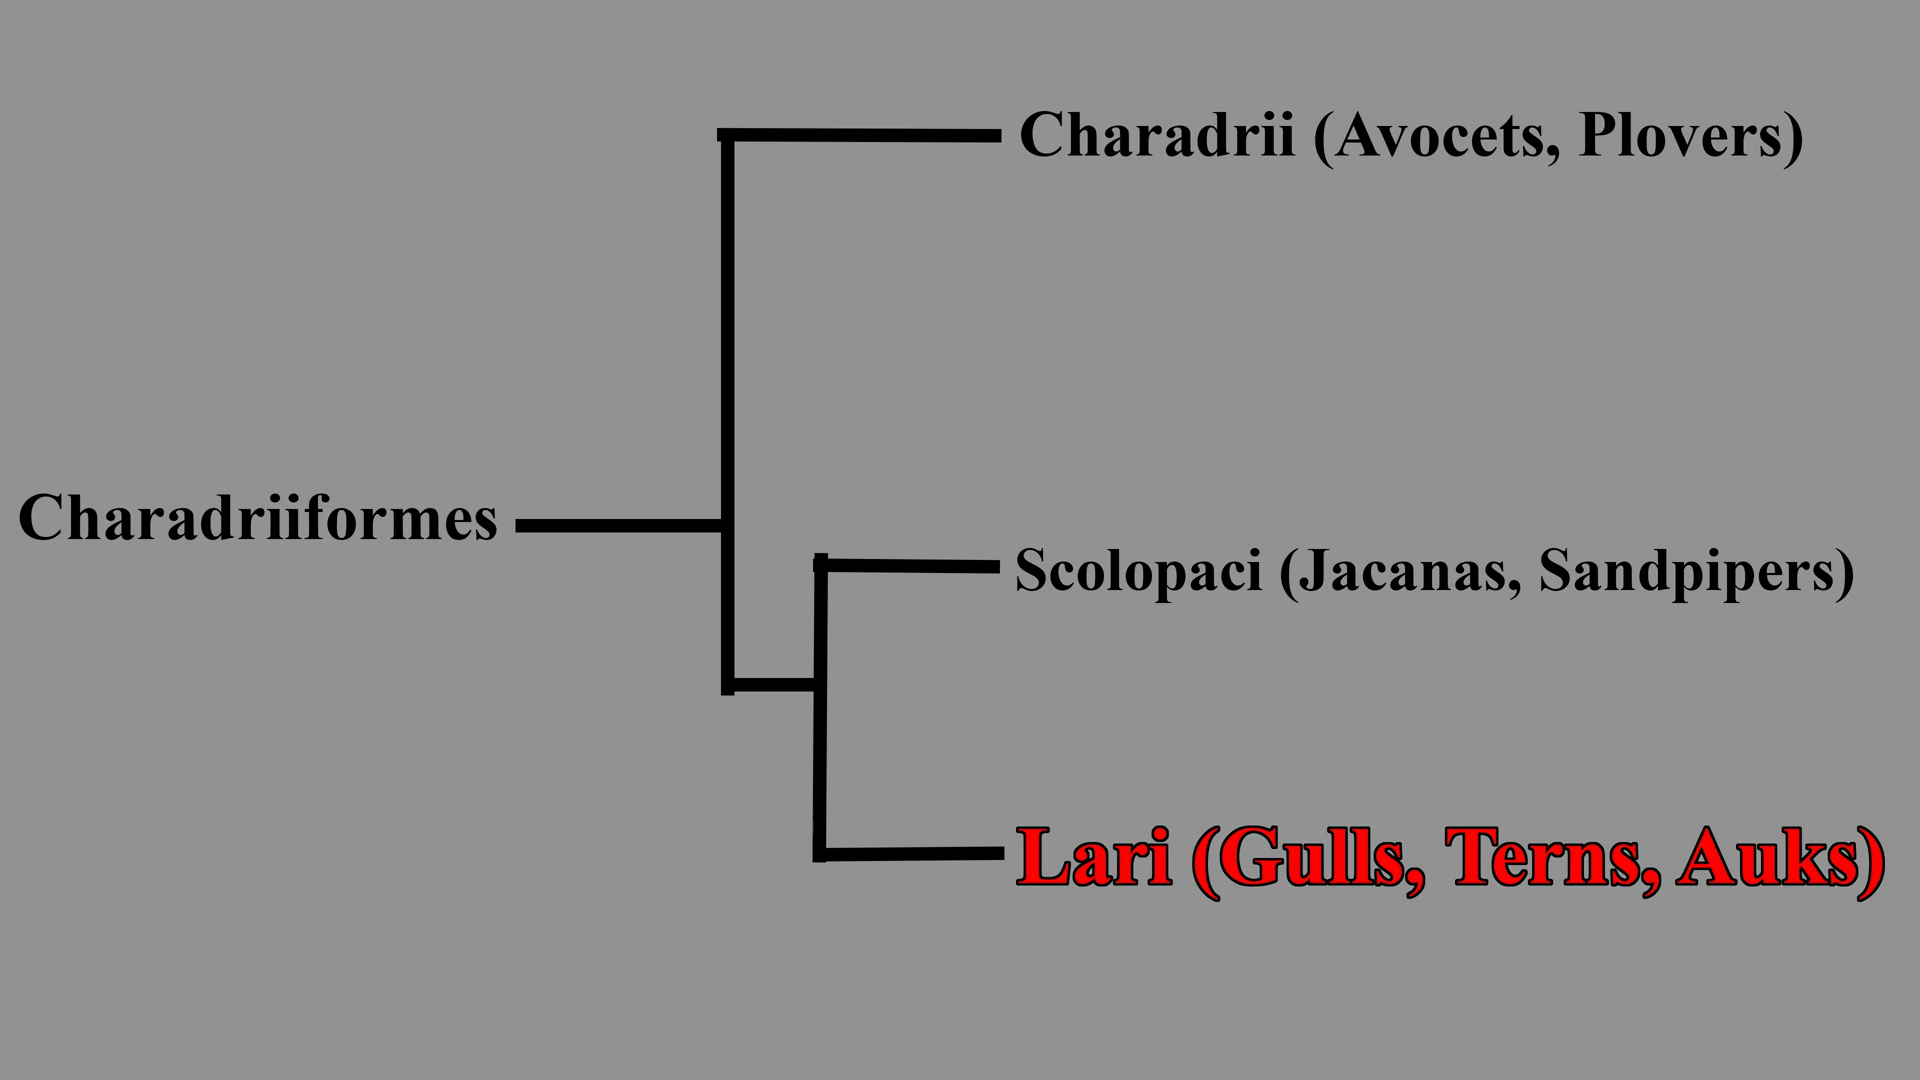 Charadrii (Avocets, Plovers)
Charadriiformes
Scolopaci (Jacanas, Sandpipers)
Lari (Gulls, Terns, Auks)